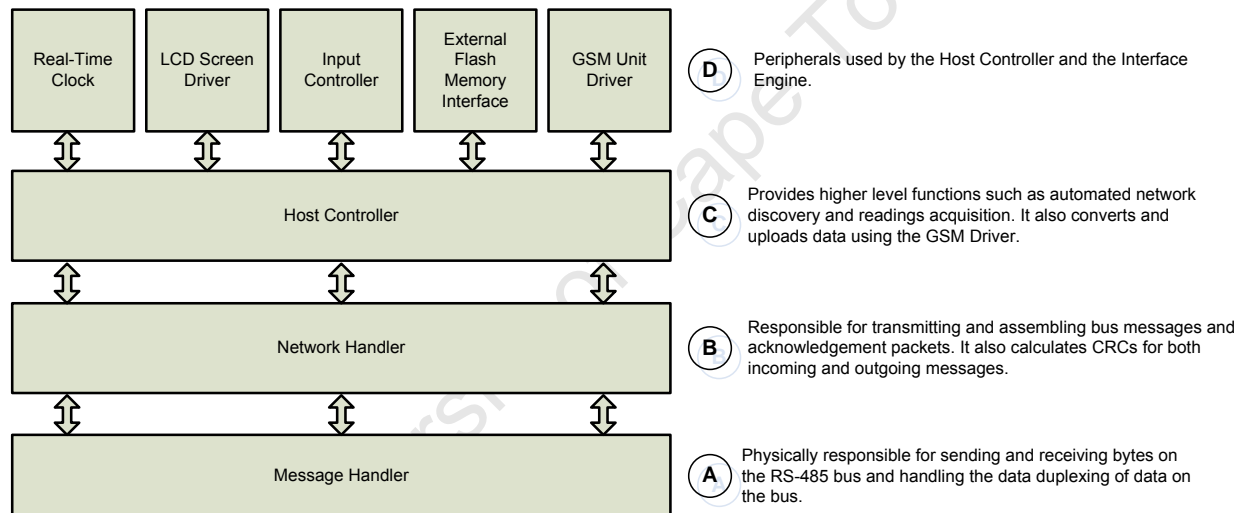 Real-Time
Clock
LCD Screen
Driver
Input
Controller
External
Flash
Memory
Interface
GSM Unit
Driver
D
Peripherals used by the Host Controller and the Interface
Engine.
Host Controller
C
Provides higher level functions such as automated network
discovery and readings acquisition. It also converts and
uploads data using the GSM Driver.
Network Handler
B
Responsible for transmitting and assembling bus messages and
acknowledgement packets. It also calculates CRCs for both
incoming and outgoing messages.
Message Handler
A
Physically responsible for sending and receiving bytes on
the RS-485 bus and handling the data duplexing of data on
the bus.
Cape